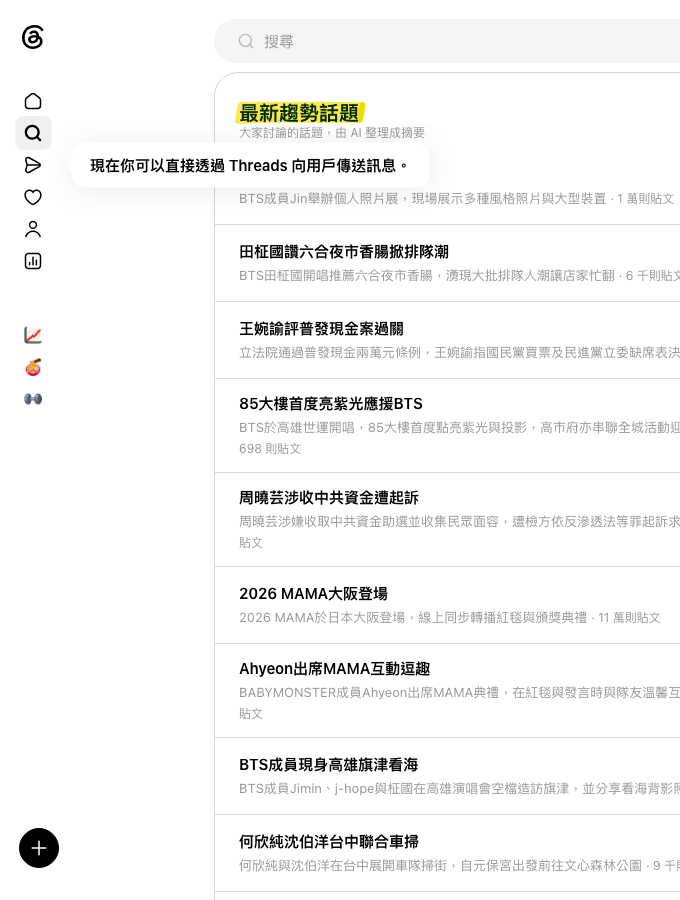 搜尋
最新趨勢話題
大家討論的話題，由 AI 整理成摘要
現在你可以直接透過 Threads 向用戶傳送訊息。
BTS成員Jin舉辦個人照片展，現場展示多種風格照片與大型裝置 · 1 萬則貼文
田柾國讚六合夜市香腸掀排隊潮
BTS田柾國開唱推薦六合夜市香腸，湧現大批排隊人潮讓店家忙翻 · 6 千則貼文
王婉諭評普發現金案過關
立法院通過普發現金兩萬元條例，王婉諭指國民黨買票及民進黨立委缺席表決
85大樓首度亮紫光應援BTS
BTS於高雄世運開唱，85大樓首度點亮紫光與投影，高市府亦串聯全城活動迎
698 則貼文
周曉芸涉收中共資金遭起訴
周曉芸涉嫌收取中共資金助選並收集民眾面容，遭檢方依反滲透法等罪起訴求
貼文
2026 MAMA大阪登場
2026 MAMA於日本大阪登場，線上同步轉播紅毯與頒獎典禮 · 11 萬則貼文
Ahyeon出席MAMA互動逗趣
BABYMONSTER成員Ahyeon出席MAMA典禮，在紅毯與發言時與隊友溫馨互
貼文
BTS成員現身高雄旗津看海
BTS成員Jimin、j-hope與柾國在高雄演唱會空檔造訪旗津，並分享看海背影照
何欣純沈伯洋台中聯合車掃
何欣純與沈伯洋在台中展開車隊掃街，自元保宮出發前往文心森林公園 · 9 千則